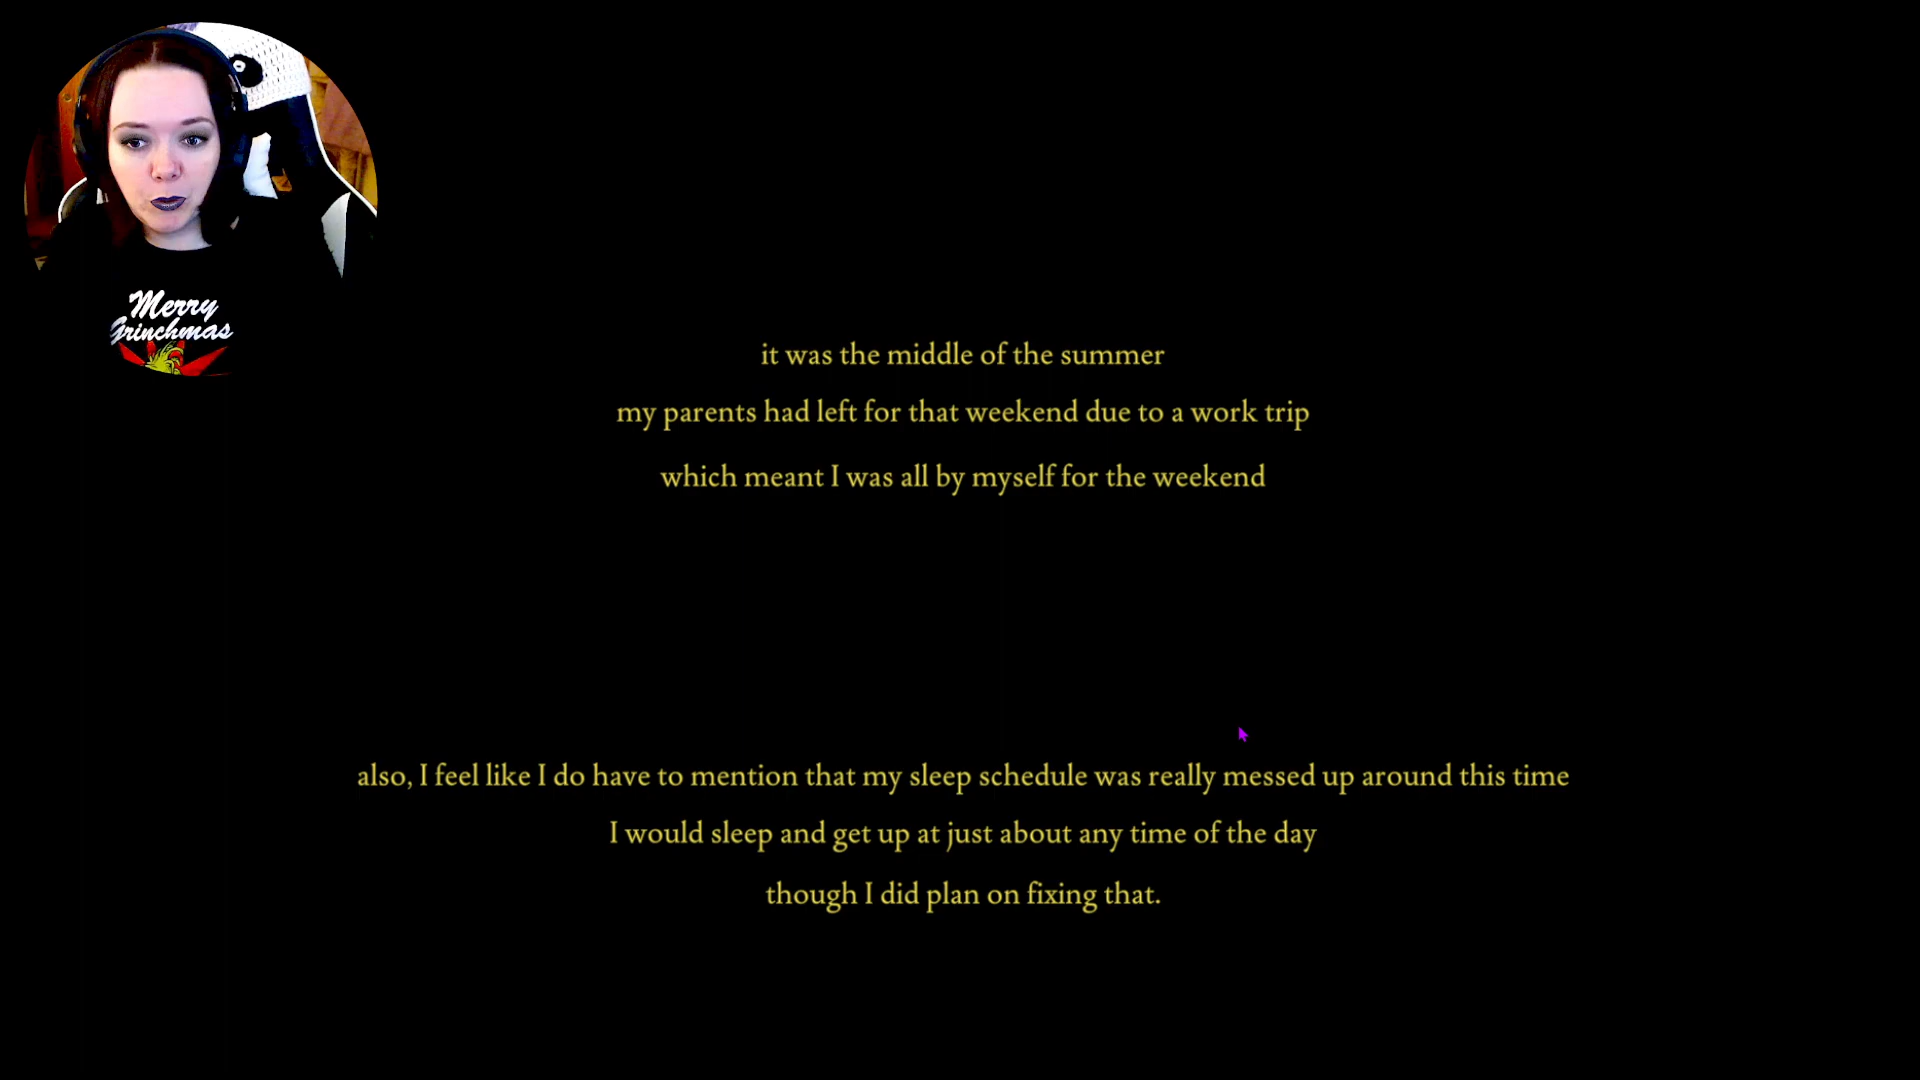 Merry
Grinchmas
it was the middle of the summer
my parents had left for that weekend due to a work trip
which meant I was all by myself for the weekend
also, I feel like I do have to mention that my sleep schedule was really messed up around this time
I would sleep and get up at just about any time of the day
though I did plan on fixing that.